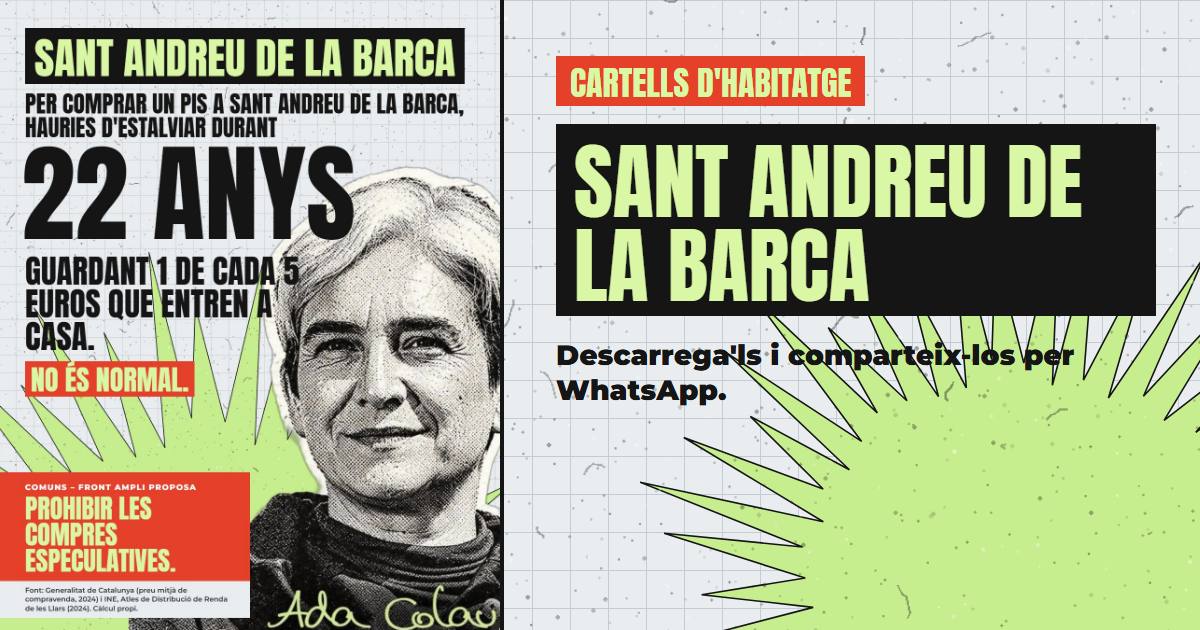 SANT ANDREU DE LA BARCA
PER COMPRAR UN PIS A SANT ANDREU DE LA BARCA,
HAURIES D'ESTALVIAR DURANT
22 ANYS
GUARDANT 1 DE CADA 5
EUROS QUE ENTREN A
CASA.
NO ÉS NORMAL.
COMUNS – FRONT AMPLI PROPOSA
PROHIBIR LES
COMPRES
ESPECULATIVES.
Font: Generalitat de Catalunya (preu mitjà de
compravenda, 2024) i INE, Atles de Distribució de Renda
de les Llars (2024). Càlcul propi.
Ada Colau
CARTELLS D'HABITATGE
SANT ANDREU DE
LA BARCA
Descarrega'ls i comparteix-los per
WhatsApp.